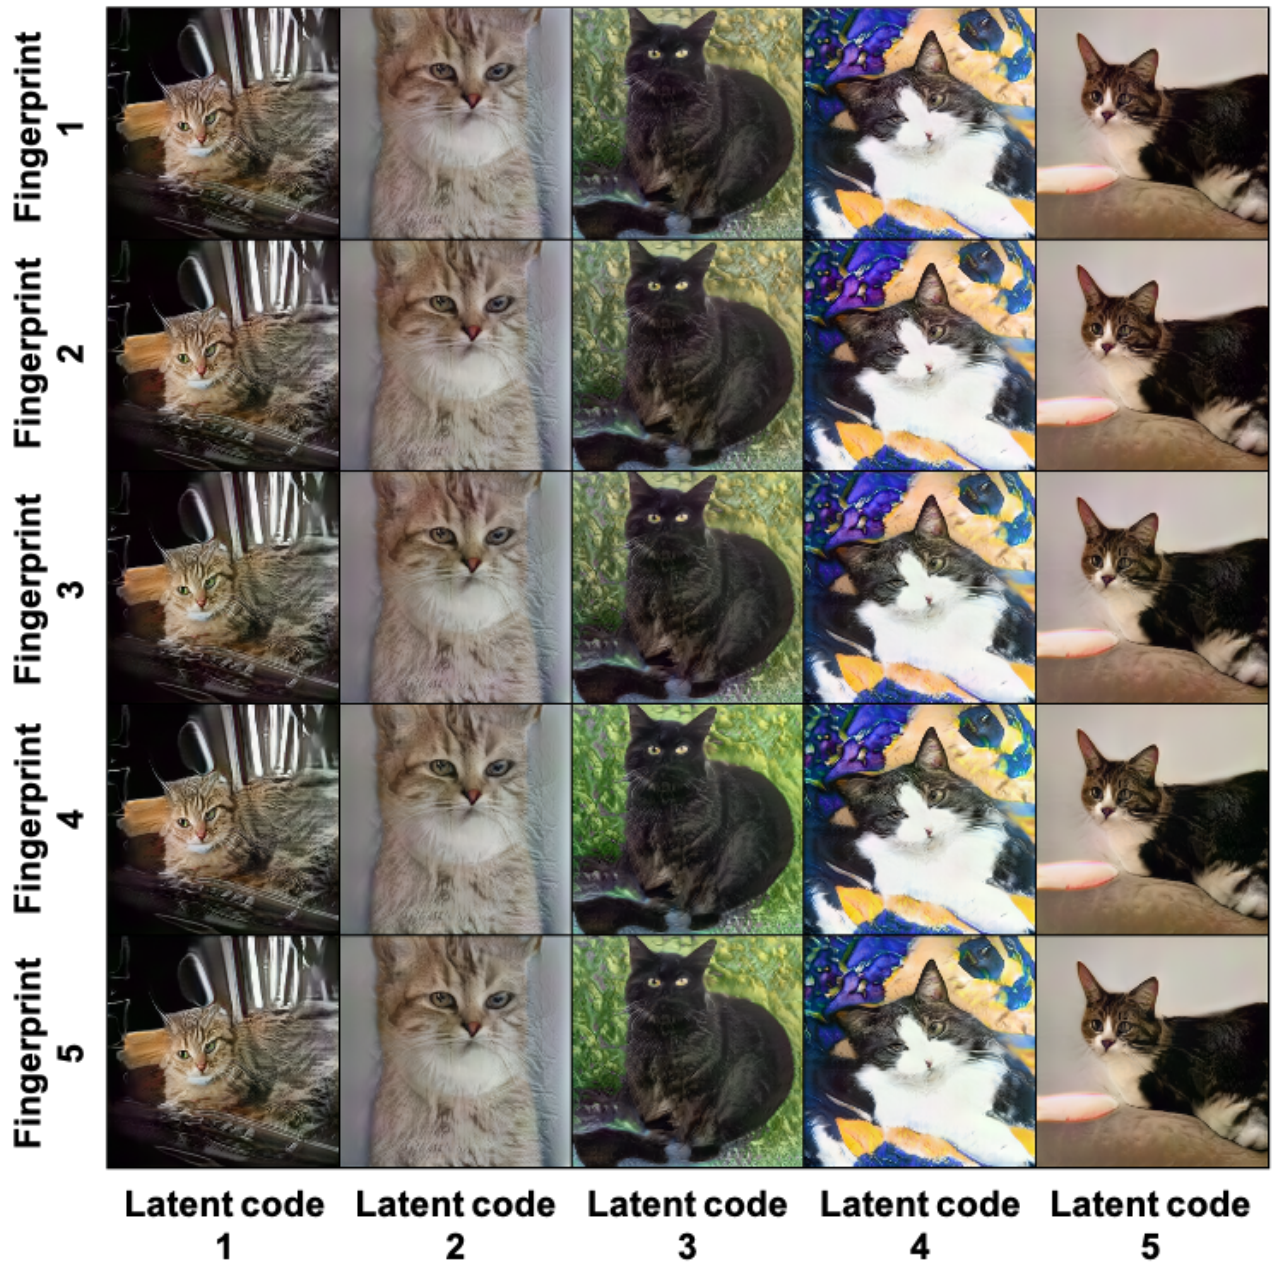 Fingerprint
1
Fingerprint
2
Fingerprint
3
Fingerprint
4
Fingerprint
5
Latent code
1
Latent code
2
Latent code
3
Latent code
4
Latent code
5